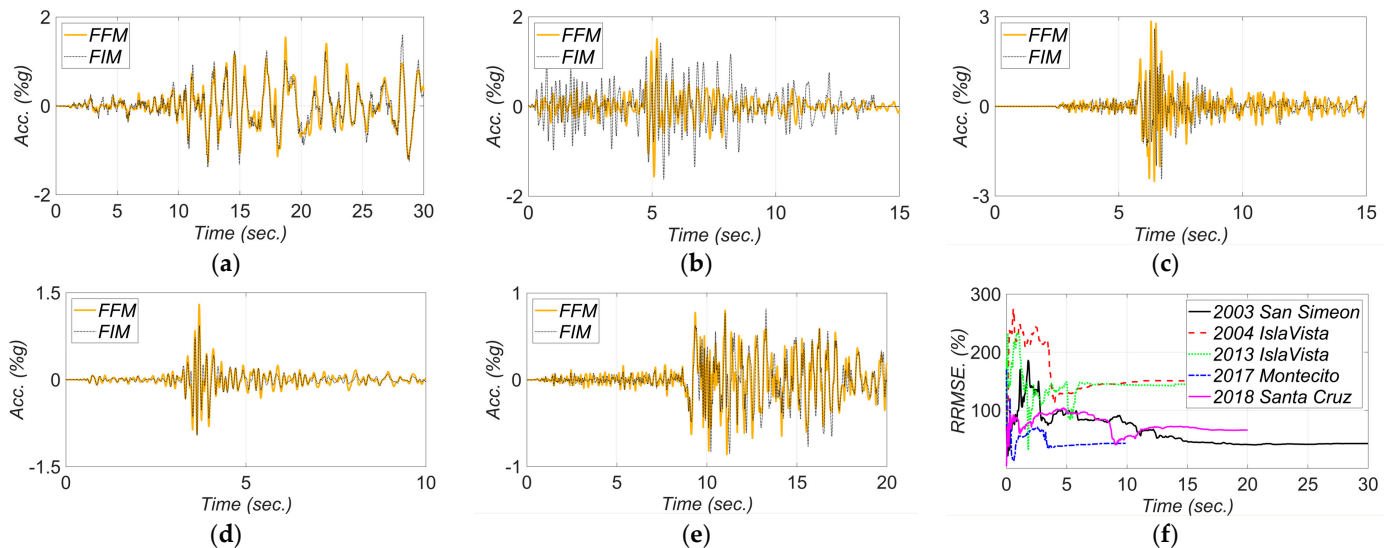 2
0
-2
Acc. (%g)
FFM
FIM
0 5 10 15 20 25 30
Time (sec.)
(a)
2
0
2
Acc. (%g)
FFM
FIM
0 5 10 15
Time (sec.)
(b)
3
0
-3
Acc. (%g)
FFM
FIM
0 5 10 15
Time (sec.)
(c)
1.5
0
-1.5
Acc. (%g)
FFM
FIM
0 5 10
Time (sec.)
(d)
1
0
-1
Acc. (%g)
FFM
FIM
0 5 10 15 20
Time (sec.)
(e)
300
200
100
RRMSE. (%)
2003 San Simeon
2004 IslaVista
2013 IslaVista
2017 Montecito
2018 Santa Cruz
0 5 10 15 20 25 30
Time (sec.)
(f)